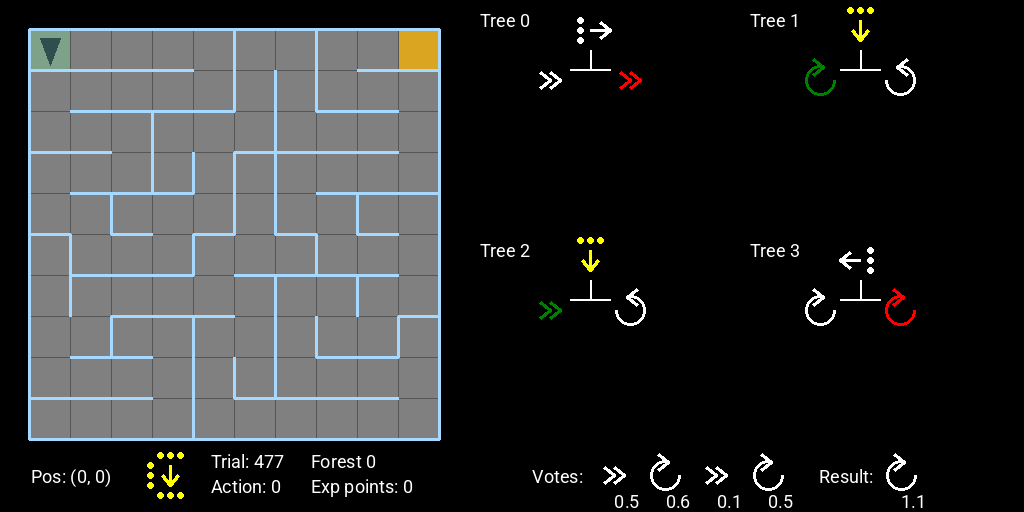 Tree 0
Tree 1
Tree 2
Tree 3
Pos: (0, 0)
Trial: 477
Forest 0
Action: 0
Exp points: 0
Votes:
0.5
0.6
0.1
0.5
Result:
1.1